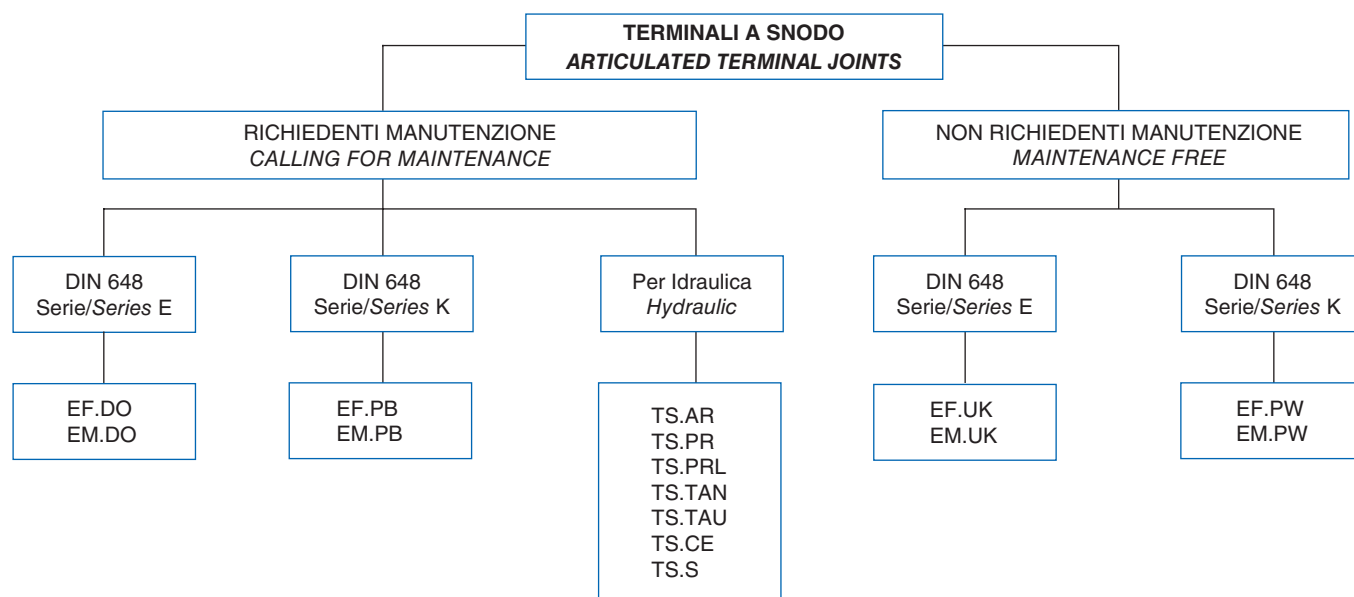 TERMINALI A SNODO
ARTICULATED TERMINAL JOINTS
RICHIEDENTI MANUTENZIONE
CALLING FOR MAINTENANCE
NON RICHIEDENTI MANUTENZIONE
MAINTENANCE FREE
DIN 648
Serie/Series E
DIN 648
Serie/Series K
Per Idraulica
Hydraulic
DIN 648
Serie/Series E
DIN 648
Serie/Series K
EF.DO
EM.DO
EF.PB
EM.PB
TS.AR
TS.PR
TS.PRL
TS.TAN
TS.TAU
TS.CE
TS.S
EF.UK
EM.UK
EF.PW
EM.PW